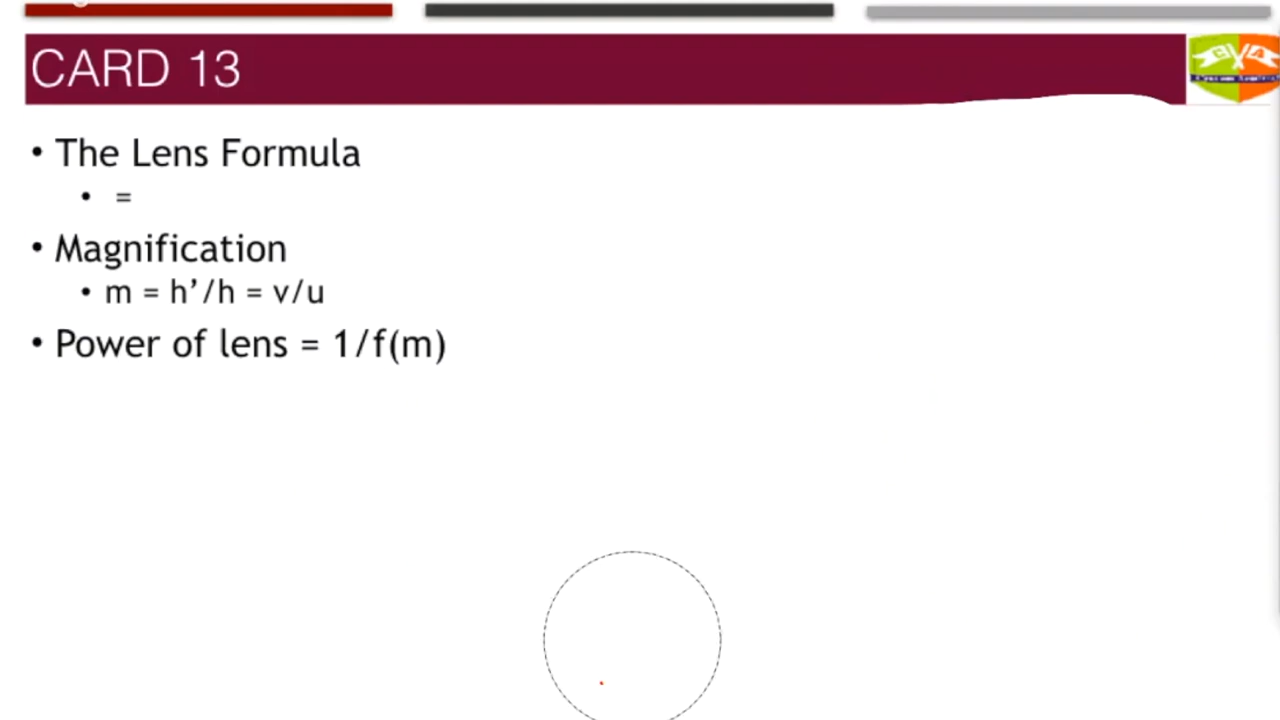 CARD 13
• The Lens Formula
• =
• Magnification
• m = h’/h = v/u
• Power of lens = 1/f(m)